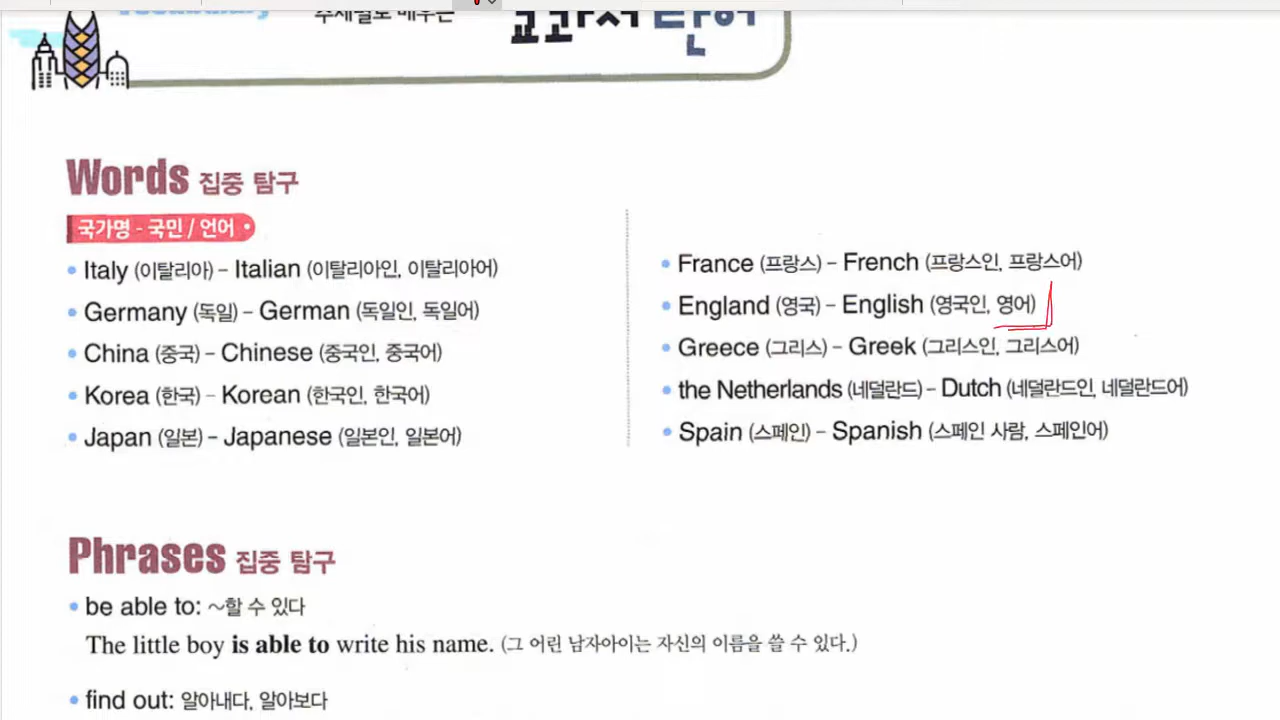 Vocabulary 주제별로 배우는 교과서 단어
Words 집중 탐구
국가명 - 국민 / 언어
Italy (이탈리아) – Italian (이탈리아인, 이탈리아어)
Germany (독일) – German (독일인, 독일어)
China (중국) – Chinese (중국인, 중국어)
Korea (한국) – Korean (한국인, 한국어)
Japan (일본) – Japanese (일본인, 일본어)
France (프랑스) – French (프랑스인, 프랑스어)
England (영국) – English (영국인, 영어)
Greece (그리스) – Greek (그리스인, 그리스어)
the Netherlands (네덜란드) – Dutch (네덜란드인, 네덜란드어)
Spain (스페인) – Spanish (스페인 사람, 스페인어)
Phrases 집중 탐구
be able to: ~할 수 있다
The little boy is able to write his name. (그 어린 남자아이는 자신의 이름을 쓸 수 있다.)
find out: 알아내다, 알아보다